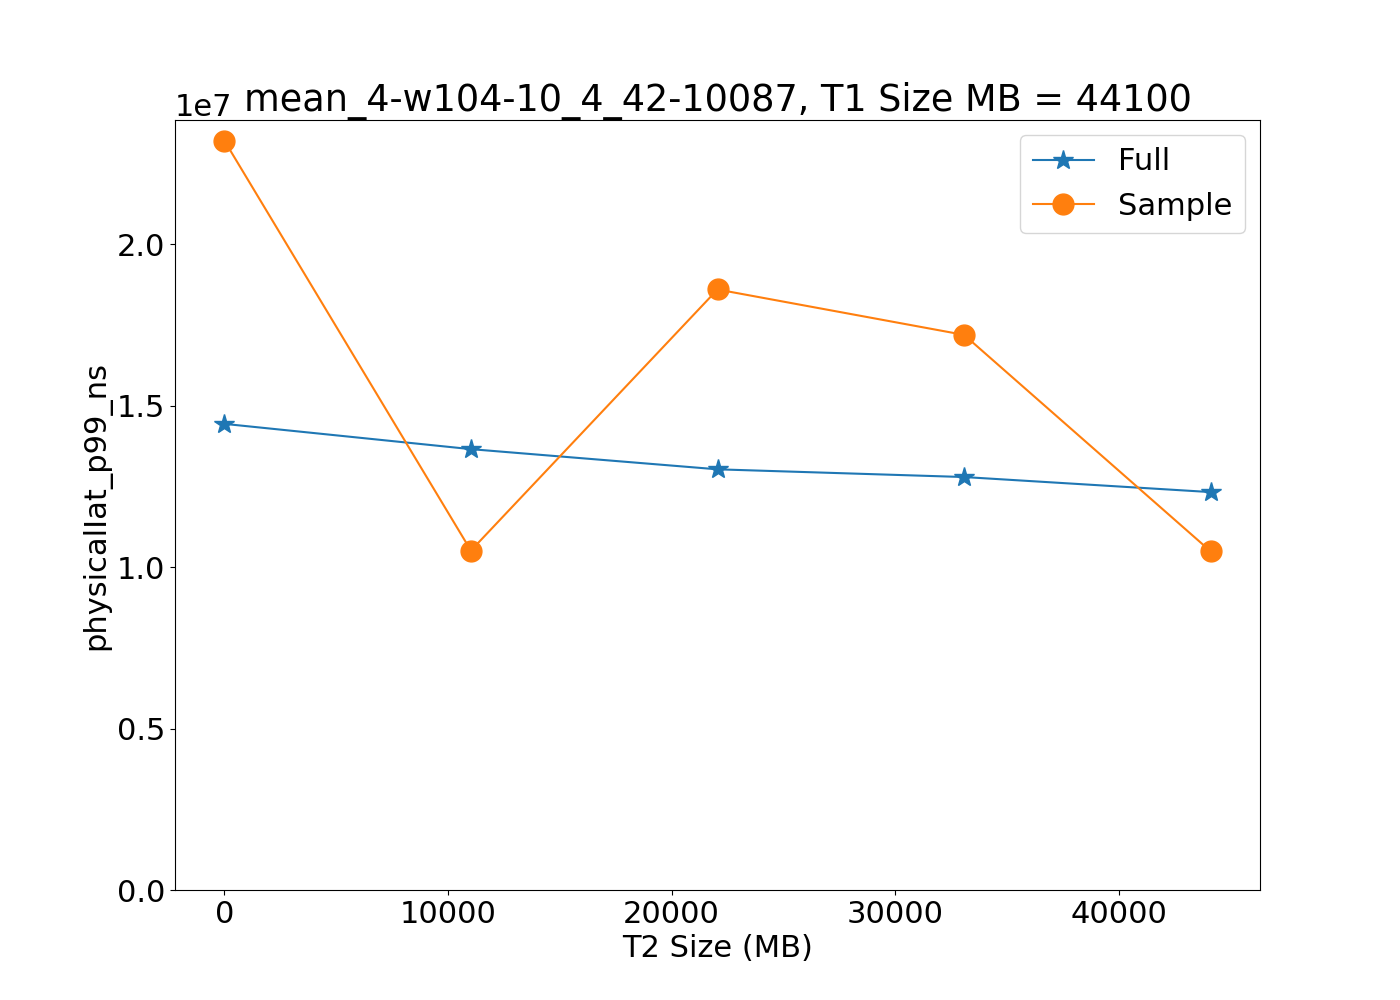 1e7
mean_4-w104-10_4_42-10087, T1 Size MB = 44100
Full
Sample
physicallat_p99_ns
2.0
1.5
1.0
0.5
0.0
0
10000
20000
30000
40000
T2 Size (MB)